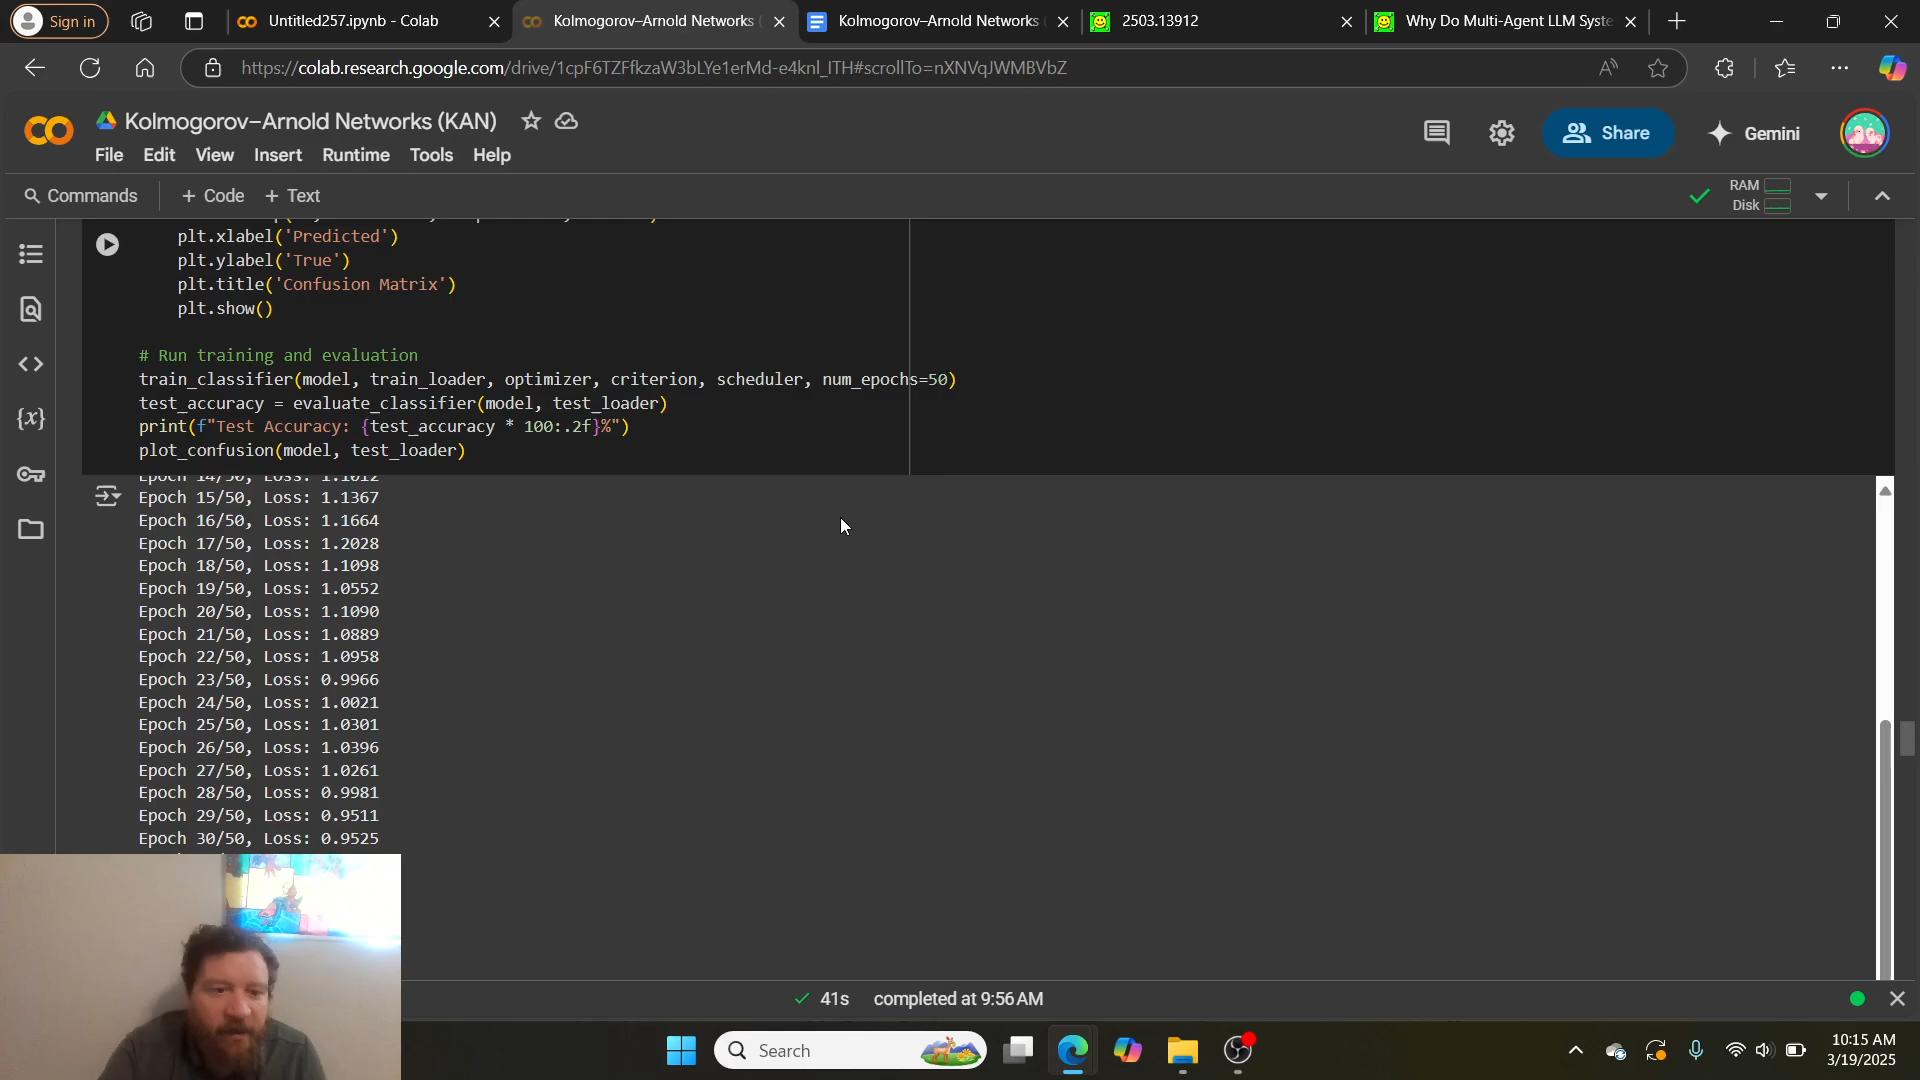 Sign in
Untitled257.ipynb - Colab
Kolmogorov–Arnold Networks (
Kolmogorov–Arnold Networks (
2503.13912
Why Do Multi-Agent LLM Syste
https://colab.research.google.com/drive/1cpF6TZFfkzaW3bLYe1erMd-e4knl_ITH#scrollTo=nXNVqJWMBVbZ
Kolmogorov–Arnold Networks (KAN)
Share
Gemini
File Edit View Insert Runtime Tools Help
Commands
+ Code + Text
RAM
Disk
plt.xlabel('Predicted')
plt.ylabel('True')
plt.title('Confusion Matrix')
plt.show()
# Run training and evaluation
train_classifier(model, train_loader, optimizer, criterion, scheduler, num_epochs=50)
test_accuracy = evaluate_classifier(model, test_loader)
print(f"Test Accuracy: {test_accuracy * 100:.2f}%")
plot_confusion(model, test_loader)
Epoch 14/50, Loss: 1.1012
Epoch 15/50, Loss: 1.1367
Epoch 16/50, Loss: 1.1664
Epoch 17/50, Loss: 1.2028
Epoch 18/50, Loss: 1.1098
Epoch 19/50, Loss: 1.0552
Epoch 20/50, Loss: 1.1090
Epoch 21/50, Loss: 1.0889
Epoch 22/50, Loss: 1.0958
Epoch 23/50, Loss: 0.9966
Epoch 24/50, Loss: 1.0021
Epoch 25/50, Loss: 1.0301
Epoch 26/50, Loss: 1.0396
Epoch 27/50, Loss: 1.0261
Epoch 28/50, Loss: 0.9981
Epoch 29/50, Loss: 0.9511
Epoch 30/50, Loss: 0.9525
41s completed at 9:56 AM
Search
10:15 AM
3/19/2025